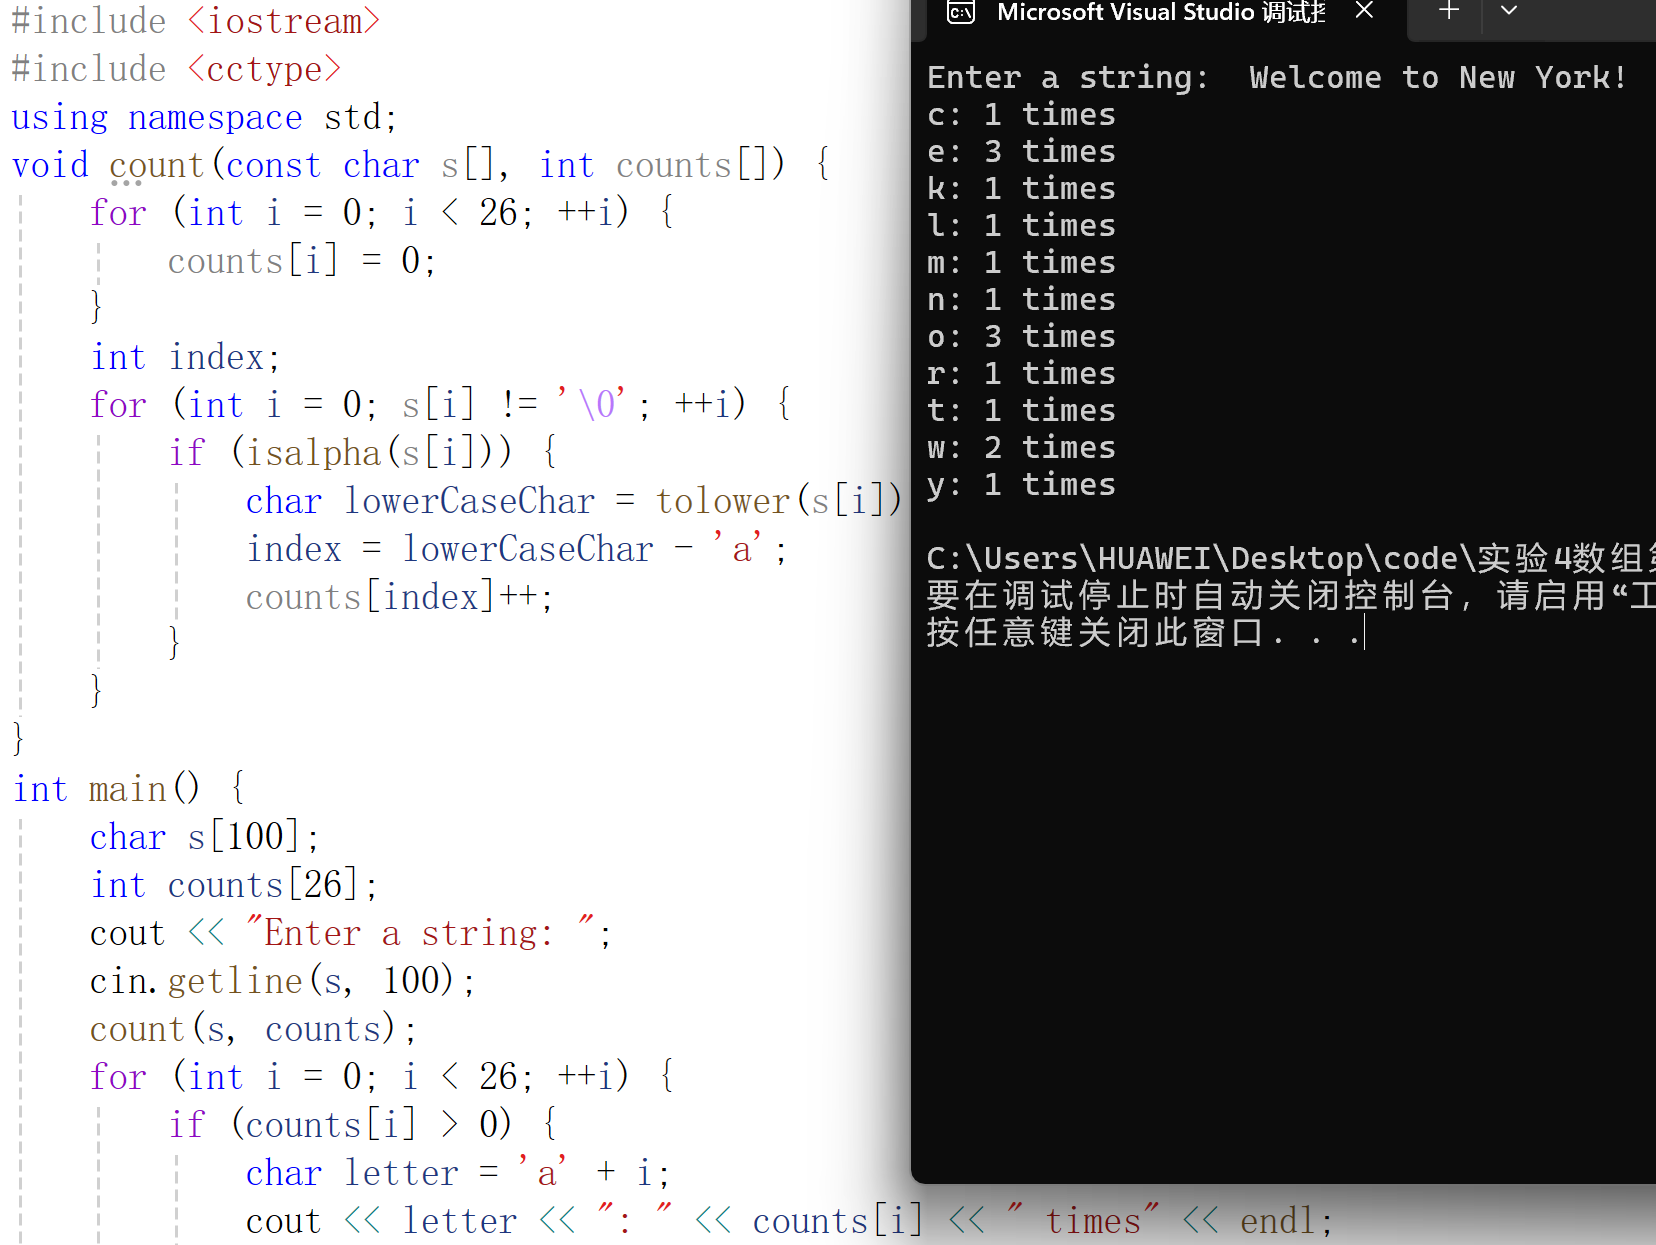 #include <iostream>
#include <cctype>
using namespace std;
void count(const char s[], int counts[]) {
    for (int i = 0; i < 26; ++i) {
        counts[i] = 0;
    }
    int index;
    for (int i = 0; s[i] != '\0'; ++i) {
        if (isalpha(s[i])) {
            char lowerCaseChar = tolower(s[i])
            index = lowerCaseChar - 'a';
            counts[index]++;
        }
    }
}
int main() {
    char s[100];
    int counts[26];
    cout << "Enter a string: ";
    cin.getline(s, 100);
    count(s, counts);
    for (int i = 0; i < 26; ++i) {
        if (counts[i] > 0) {
            char letter = 'a' + i;
            cout << letter << ": " << counts[i] << " times" << endl;
Microsoft Visual Studio 调试控
Enter a string:  Welcome to New York!
c: 1 times
e: 3 times
k: 1 times
l: 1 times
m: 1 times
n: 1 times
o: 3 times
r: 1 times
t: 1 times
w: 2 times
y: 1 times
C:\Users\HUAWEI\Desktop\code\实验4数组
要在调试停止时自动关闭控制台，请启用“工
按任意键关闭此窗口. . .